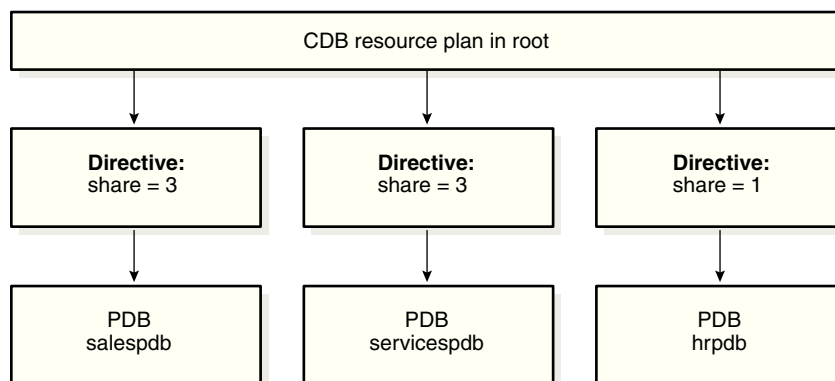 CDB resource plan in root
Directive:
share = 3
Directive:
share = 3
Directive:
share = 1
PDB
salespdb
PDB
servicespdb
PDB
hrpdb